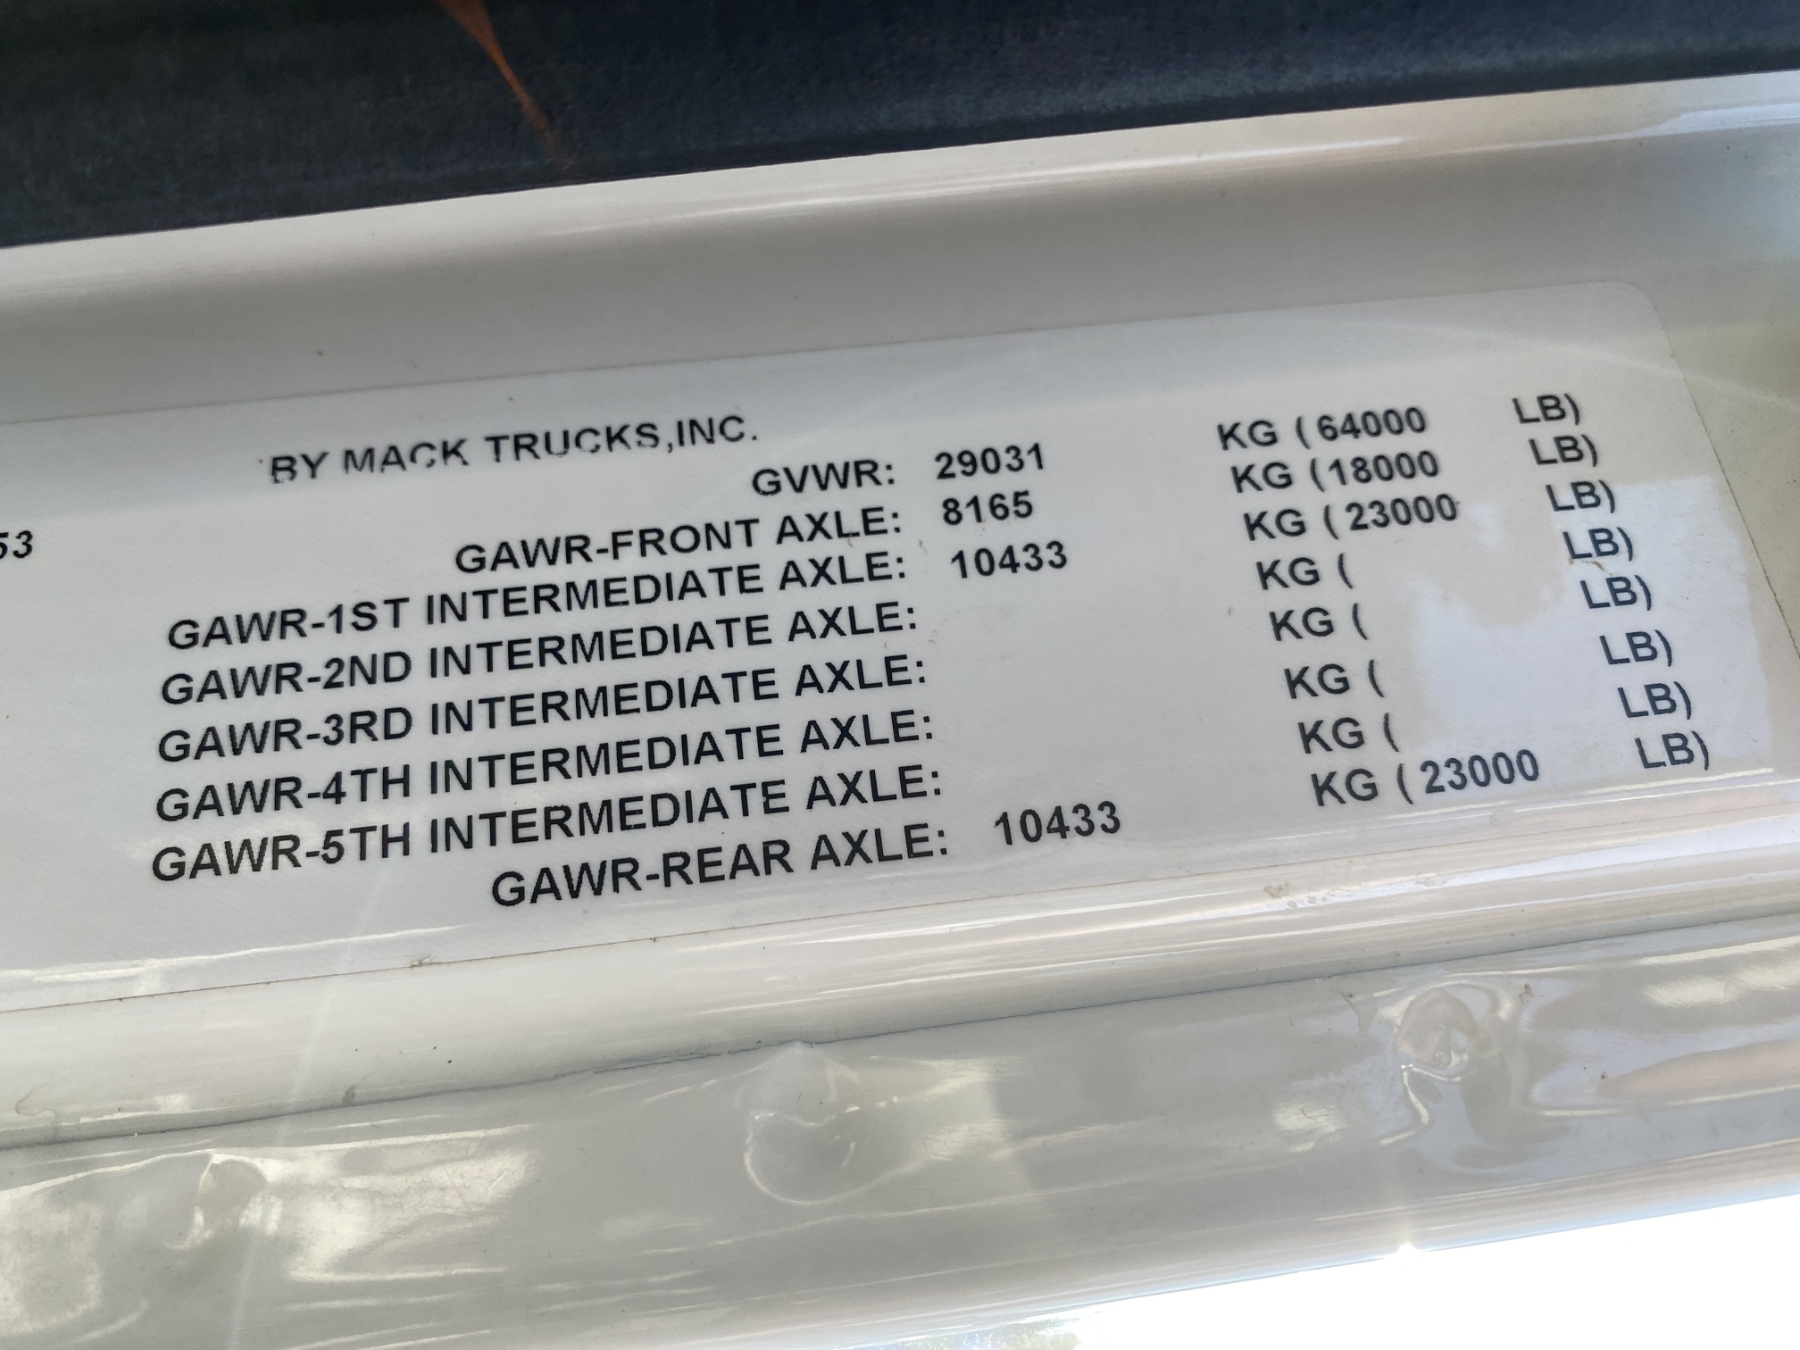 BY MACK TRUCKS,INC.
GVWR: 29031 KG (64000 LB)
53
GAWR-FRONT AXLE: 8165 KG (18000 LB)
GAWR-1ST INTERMEDIATE AXLE: 10433 KG (23000 LB)
GAWR-2ND INTERMEDIATE AXLE: KG ( LB)
GAWR-3RD INTERMEDIATE AXLE: KG ( LB)
GAWR-4TH INTERMEDIATE AXLE: KG ( LB)
GAWR-5TH INTERMEDIATE AXLE: KG ( LB)
GAWR-REAR AXLE: 10433 KG (23000 LB)